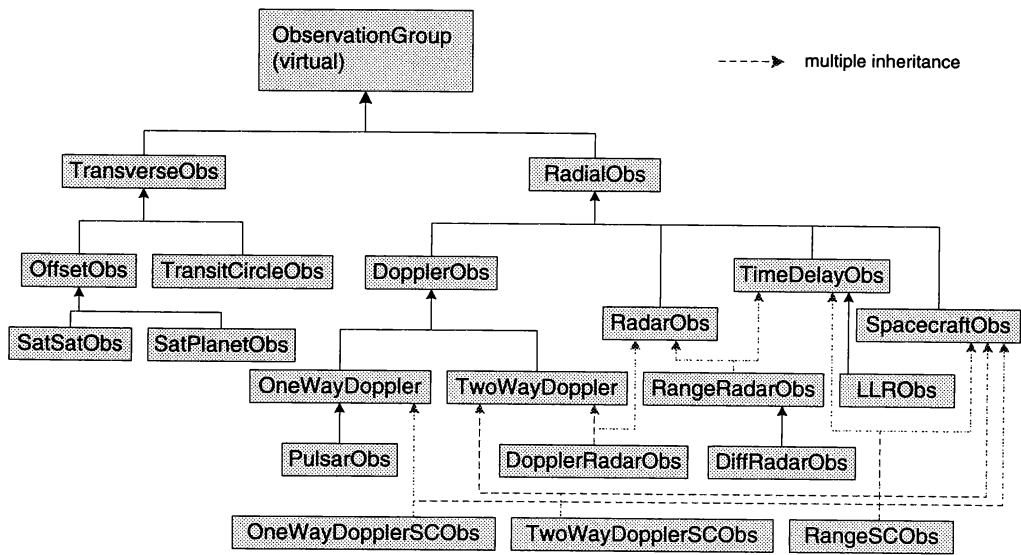 ObservationGroup
(virtual)
multiple inheritance
TransverseObs
RadialObs
OffsetObs
TransitCircleObs
DopplerObs
TimeDelayObs
RadarObs
SpacecraftObs
SatSatObs
SatPlanetObs
OneWayDoppler
TwoWayDoppler
RangeRadarObs
LLRObs
PulsarObs
DopplerRadarObs
DiffRadarObs
OneWayDopplerSCObs
TwoWayDopplerSCObs
RangeSCObs